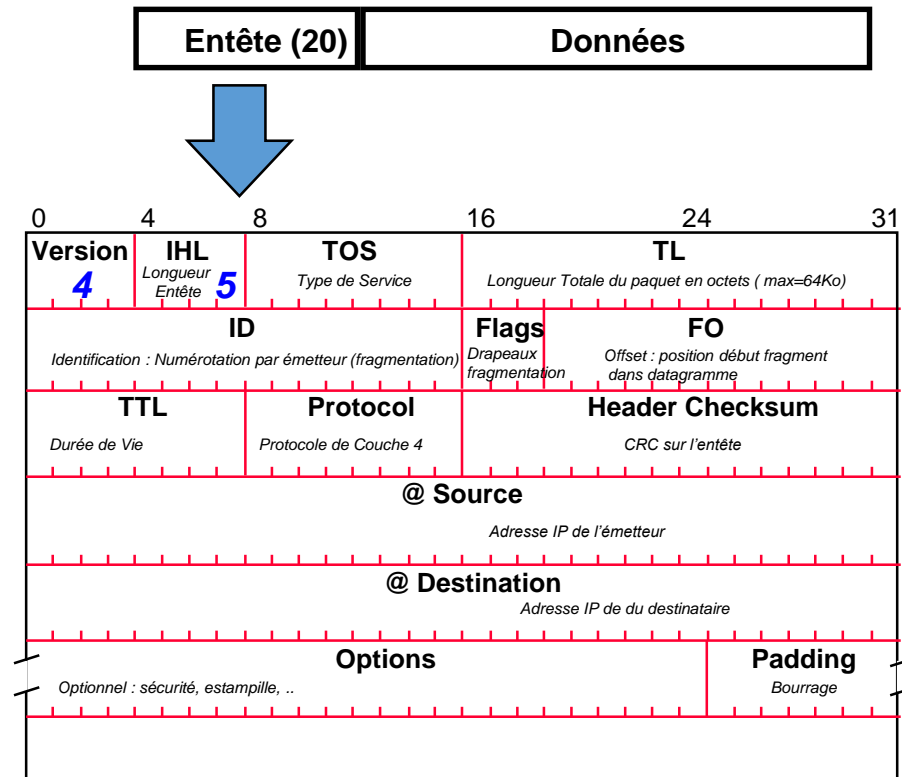 Entête (20) Données
0 4 8 16 24 31
Version IHL TOS TL
4 Longueur Entête 5 Type de Service Longueur Totale du paquet en octets ( max=64Ko)
ID Flags FO
Identification : Numérotation par émetteur (fragmentation) Drapeaux fragmentation Offset : position début fragment dans datagramme
TTL Protocol Header Checksum
Durée de Vie Protocole de Couche 4 CRC sur l’entête
@ Source
Adresse IP de l’émetteur
@ Destination
Adresse IP de du destinataire
Options Padding
Optionnel : sécurité, estampille, .. Bourrage